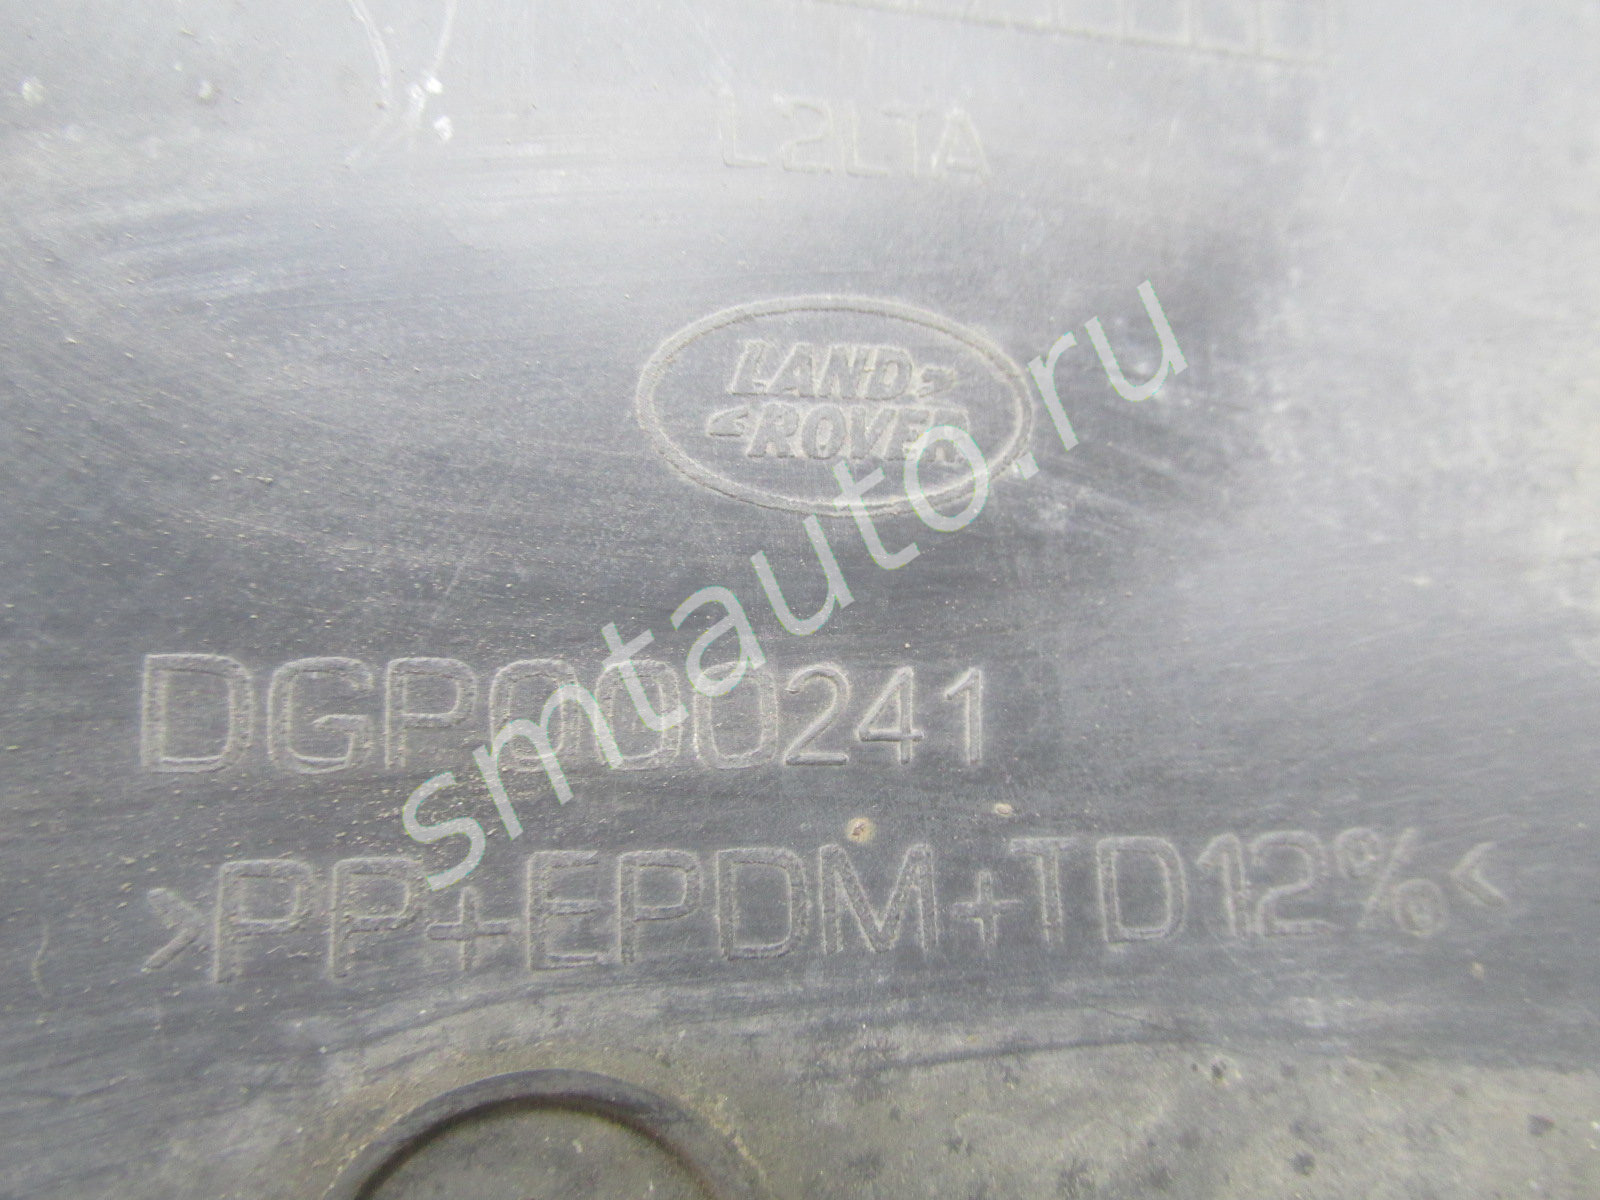 L2LTA
LAND
ROVER
smtauto.ru
DGP000241
>PP+EPDM+TD12%<